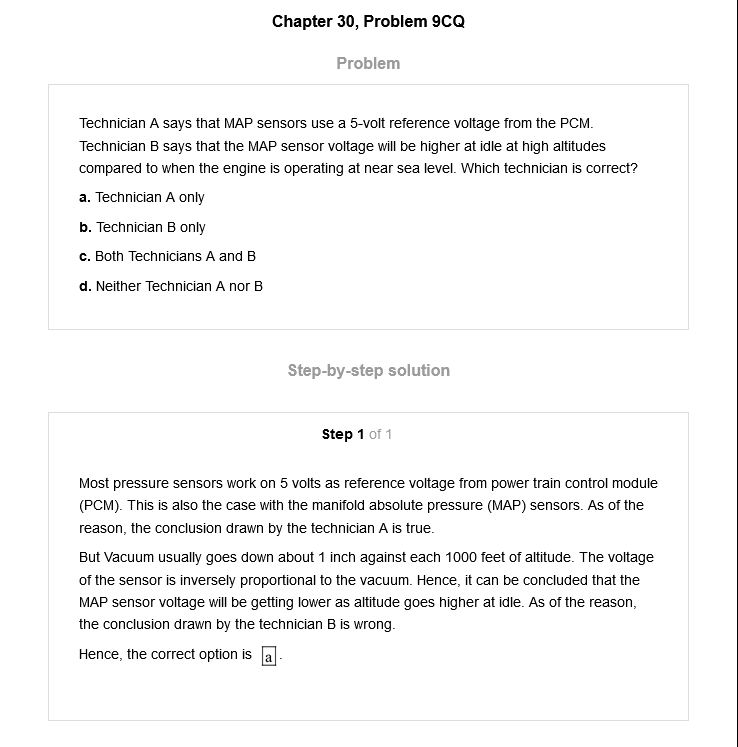 Chapter 30, Problem 9CQ
Problem
Technician A says that MAP sensors use a 5-volt reference voltage from the PCM.
Technician B says that the MAP sensor voltage will be higher at idle at high altitudes
compared to when the engine is operating at near sea level. Which technician is correct?
a. Technician A only
b. Technician B only
c. Both Technicians A and B
d. Neither Technician A nor B
Step-by-step solution
Step 1 of 1
Most pressure sensors work on 5 volts as reference voltage from power train control module
(PCM). This is also the case with the manifold absolute pressure (MAP) sensors. As of the
reason, the conclusion drawn by the technician A is true.
But Vacuum usually goes down about 1 inch against each 1000 feet of altitude. The voltage
of the sensor is inversely proportional to the vacuum. Hence, it can be concluded that the
MAP sensor voltage will be getting lower as altitude goes higher at idle. As of the reason,
the conclusion drawn by the technician B is wrong.
Hence, the correct option is a.